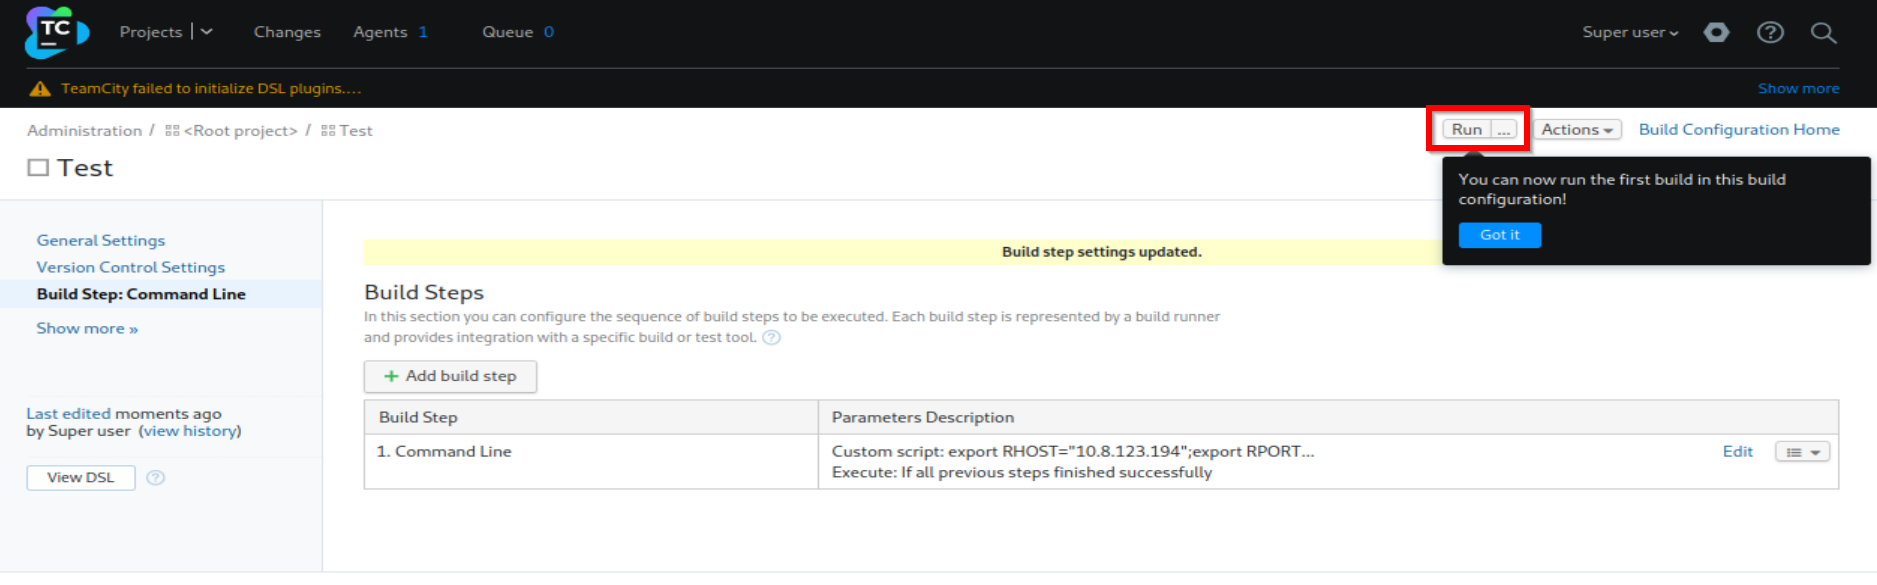 TC
Projects
Changes
Agents 1
Queue 0
Super user
TeamCity failed to initialize DSL plugins....
Show more
Administration / <Root project> / Test
Run ...
Actions
Build Configuration Home
Test
You can now run the first build in this build
configuration!
Got it
General Settings
Version Control Settings
Build Step: Command Line
Show more »
Last edited moments ago
by Super user (view history)
View DSL ?
Build step settings updated.
Build Steps
In this section you can configure the sequence of build steps to be executed. Each build step is represented by a build runner
and provides integration with a specific build or test tool. ?
+ Add build step
Build Step
Parameters Description
1. Command Line
Custom script: export RHOST="10.8.123.194";export RPORT...
Execute: If all previous steps finished successfully
Edit